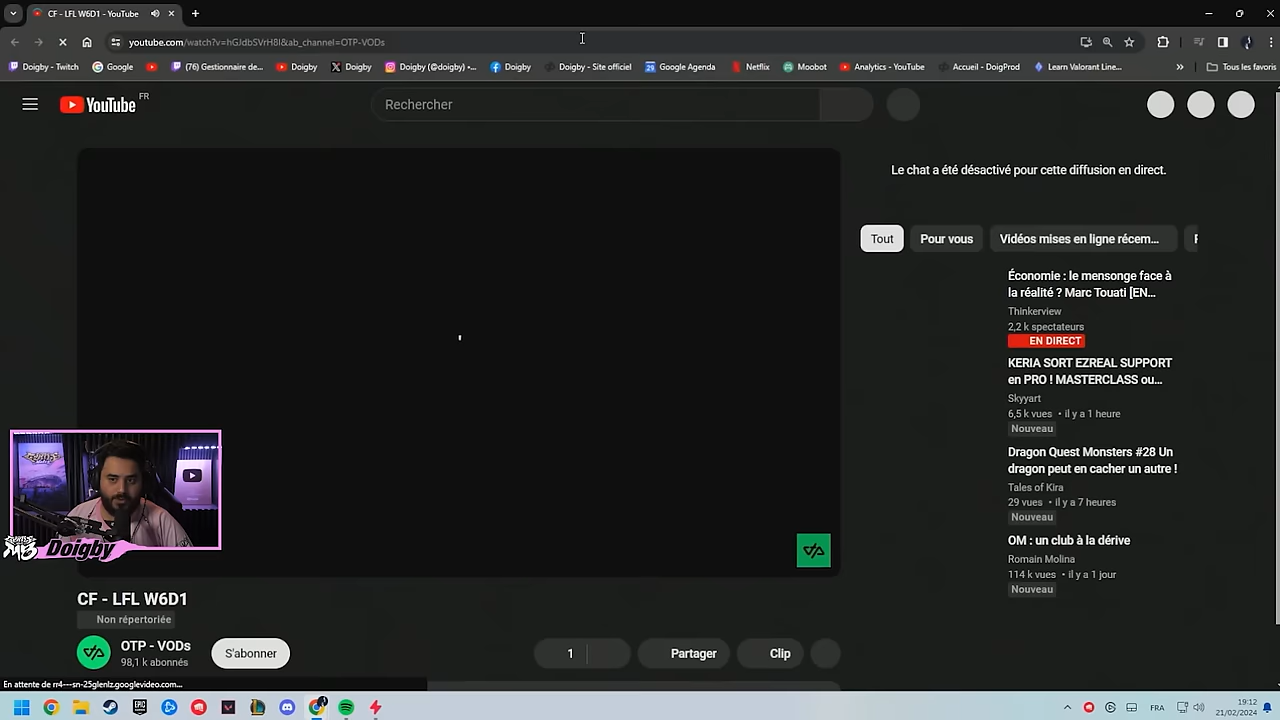 CF - LFL W6D1 - YouTube
youtube.com/watch?v=hGJdbSVrH8I&ab_channel=OTP-VODs
Doigby - Twitch
Google
(76) Gestionnaire de...
Doigby
Doigby
Doigby (@doigby) •...
Doigby
Doigby - Site officiel
Google Agenda
Netflix
Moobot
Analytics - YouTube
Accueil - DoigProd
Learn Valorant Line...
Tous les favoris
YouTube FR
Rechercher
Le chat a été désactivé pour cette diffusion en direct.
Tout
Pour vous
Vidéos mises en ligne récem...
Économie : le mensonge face à
la réalité ? Marc Touati [EN...
Thinkerview
2,2 k spectateurs
EN DIRECT
KERIA SORT EZREAL SUPPORT
en PRO ! MASTERCLASS ou...
Skyyart
6,5 k vues • il y a 1 heure
Nouveau
Dragon Quest Monsters #28 Un
dragon peut en cacher un autre !
Tales of Kira
29 vues • il y a 7 heures
Nouveau
OM : un club à la dérive
Romain Molina
114 k vues • il y a 1 jour
Nouveau
Doigby
CF - LFL W6D1
Non répertoriée
OTP - VODs
98,1 k abonnés
S'abonner
1
Partager
Clip
En attente de rr4---sn-25glenlz.googlevideo.com...
FRA
19:12
21/02/2024